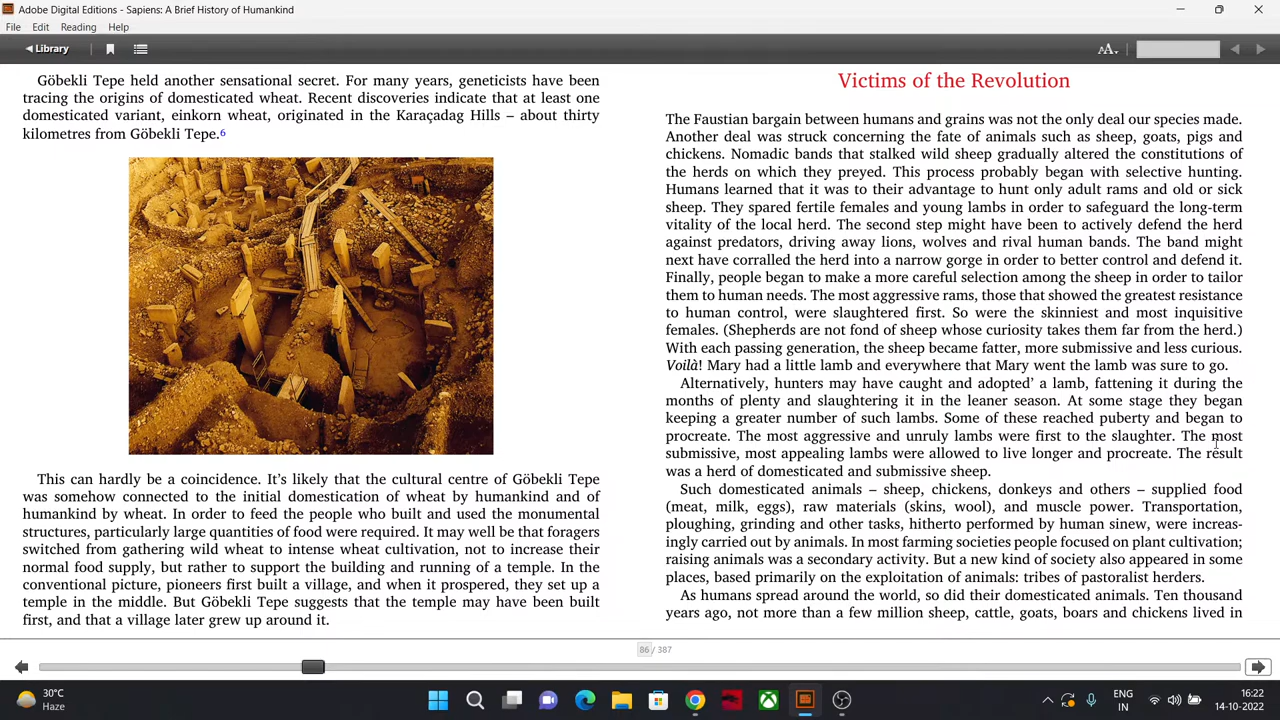 Adobe Digital Editions - Sapiens: A Brief History of Humankind
File Edit Reading Help
Library
AA
Göbekli Tepe held another sensational secret. For many years, geneticists have been
tracing the origins of domesticated wheat. Recent discoveries indicate that at least one
domesticated variant, einkorn wheat, originated in the Karaçadag Hills – about thirty
kilometres from Göbekli Tepe.6
This can hardly be a coincidence. It's likely that the cultural centre of Göbekli Tepe
was somehow connected to the initial domestication of wheat by humankind and of
humankind by wheat. In order to feed the people who built and used the monumental
structures, particularly large quantities of food were required. It may well be that foragers
switched from gathering wild wheat to intense wheat cultivation, not to increase their
normal food supply, but rather to support the building and running of a temple. In the
conventional picture, pioneers first built a village, and when it prospered, they set up a
temple in the middle. But Göbekli Tepe suggests that the temple may have been built
first, and that a village later grew up around it.
Victims of the Revolution
The Faustian bargain between humans and grains was not the only deal our species made.
Another deal was struck concerning the fate of animals such as sheep, goats, pigs and
chickens. Nomadic bands that stalked wild sheep gradually altered the constitutions of
the herds on which they preyed. This process probably began with selective hunting.
Humans learned that it was to their advantage to hunt only adult rams and old or sick
sheep. They spared fertile females and young lambs in order to safeguard the long-term
vitality of the local herd. The second step might have been to actively defend the herd
against predators, driving away lions, wolves and rival human bands. The band might
next have corralled the herd into a narrow gorge in order to better control and defend it.
Finally, people began to make a more careful selection among the sheep in order to tailor
them to human needs. The most aggressive rams, those that showed the greatest resistance
to human control, were slaughtered first. So were the skinniest and most inquisitive
females. (Shepherds are not fond of sheep whose curiosity takes them far from the herd.)
With each passing generation, the sheep became fatter, more submissive and less curious.
Voilà! Mary had a little lamb and everywhere that Mary went the lamb was sure to go.
Alternatively, hunters may have caught and adopted' a lamb, fattening it during the
months of plenty and slaughtering it in the leaner season. At some stage they began
keeping a greater number of such lambs. Some of these reached puberty and began to
procreate. The most aggressive and unruly lambs were first to the slaughter. The most
submissive, most appealing lambs were allowed to live longer and procreate. The result
was a herd of domesticated and submissive sheep.
Such domesticated animals – sheep, chickens, donkeys and others – supplied food
(meat, milk, eggs), raw materials (skins, wool), and muscle power. Transportation,
ploughing, grinding and other tasks, hitherto performed by human sinew, were increas-
ingly carried out by animals. In most farming societies people focused on plant cultivation;
raising animals was a secondary activity. But a new kind of society also appeared in some
places, based primarily on the exploitation of animals: tribes of pastoralist herders.
As humans spread around the world, so did their domesticated animals. Ten thousand
years ago, not more than a few million sheep, cattle, goats, boars and chickens lived in
86 / 387
30°C
Haze
ENG
IN
16:22
14-10-2022